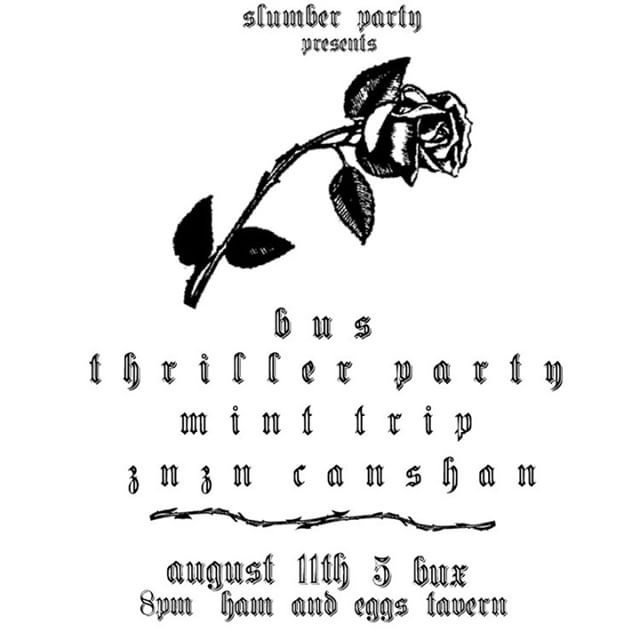 slumber party
presents
bus
thriller party
mint trip
znzn canshan
august 11th 5 bux
8pm ham and eggs tavern